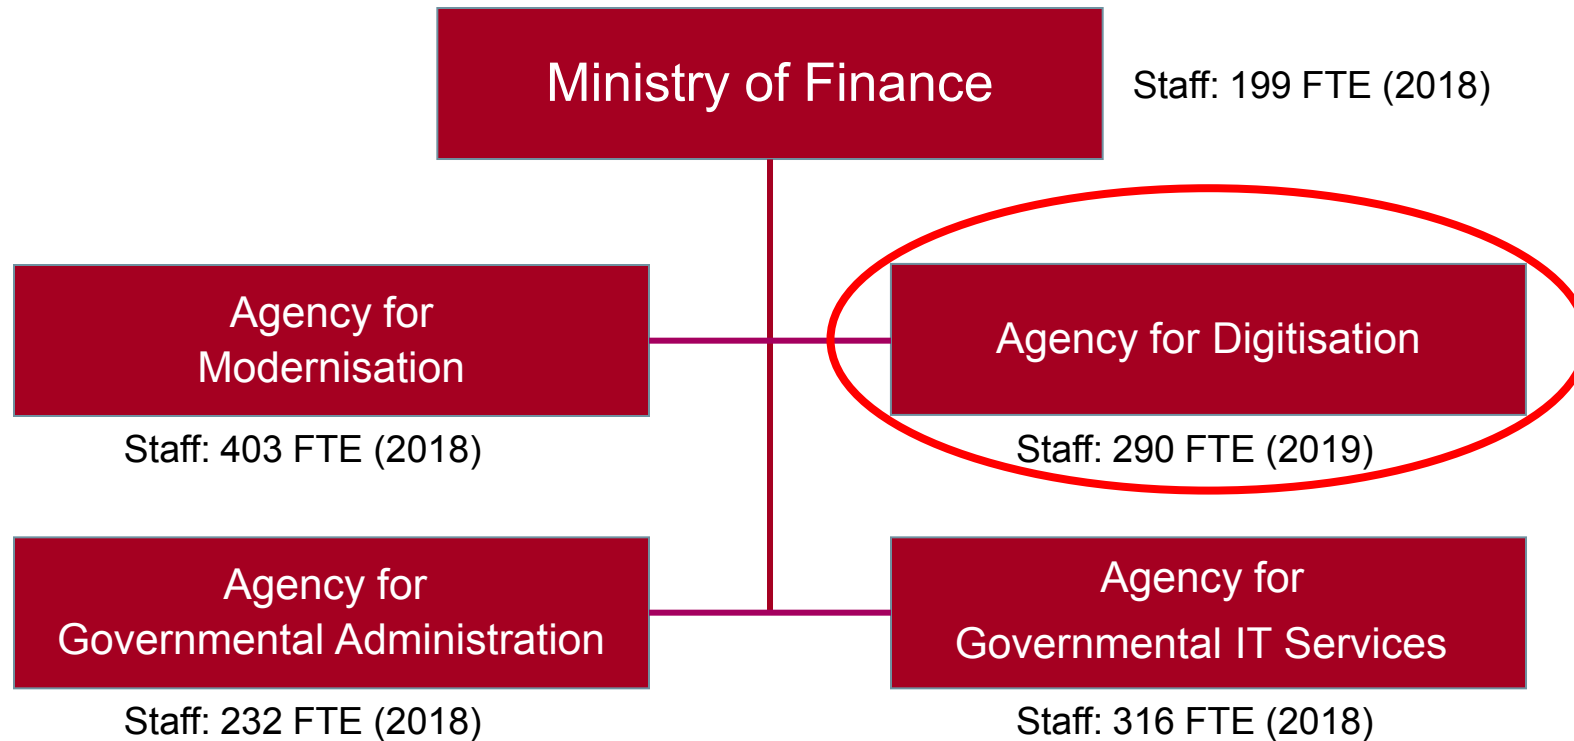 Ministry of Finance
Staff: 199 FTE (2018)
Agency for
Modernisation
Staff: 403 FTE (2018)
Agency for Digitisation
Staff: 290 FTE (2019)
Agency for
Governmental Administration
Staff: 232 FTE (2018)
Agency for
Governmental IT Services
Staff: 316 FTE (2018)